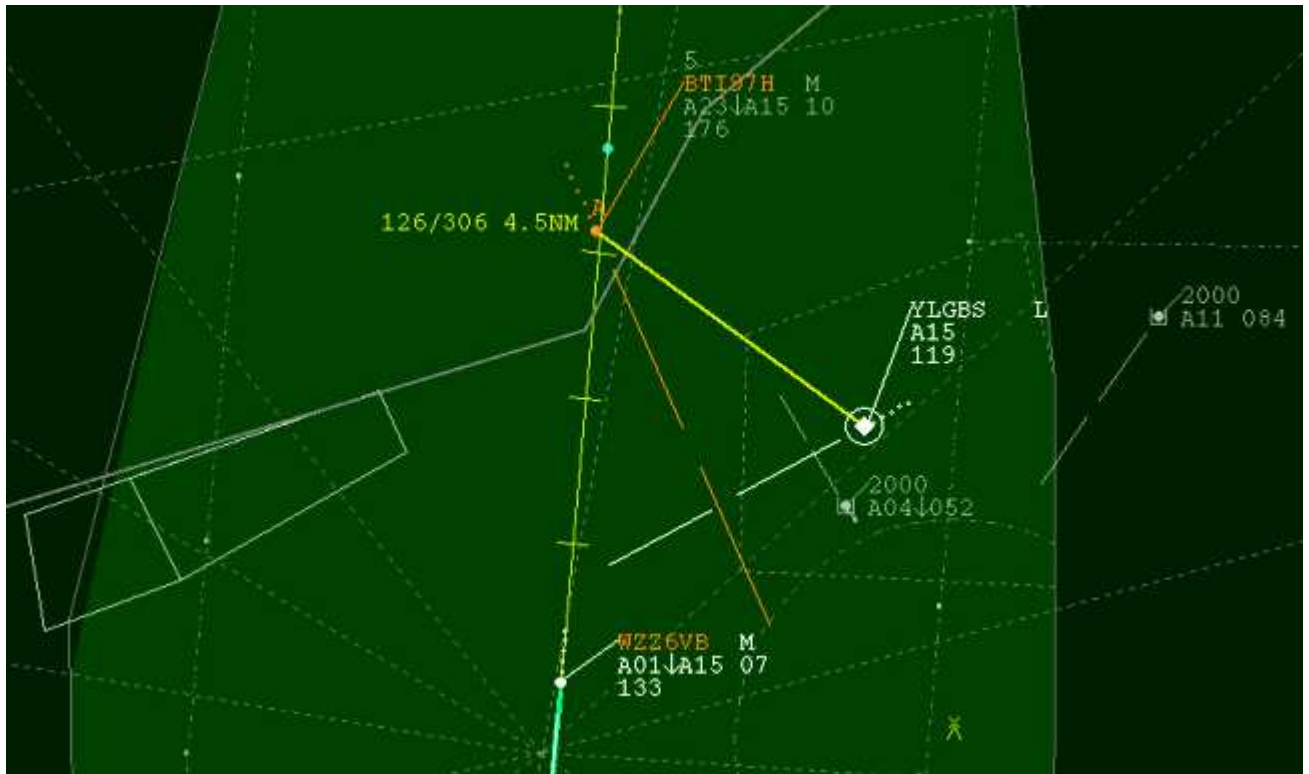 5
BTI97H M
A23↓A15 10
176
A
126/306 4.5NM
YLGBS L
A15
119
2000
A11 084
2000
A04↓052
WZZ6VB M
A01↓A15 07
133